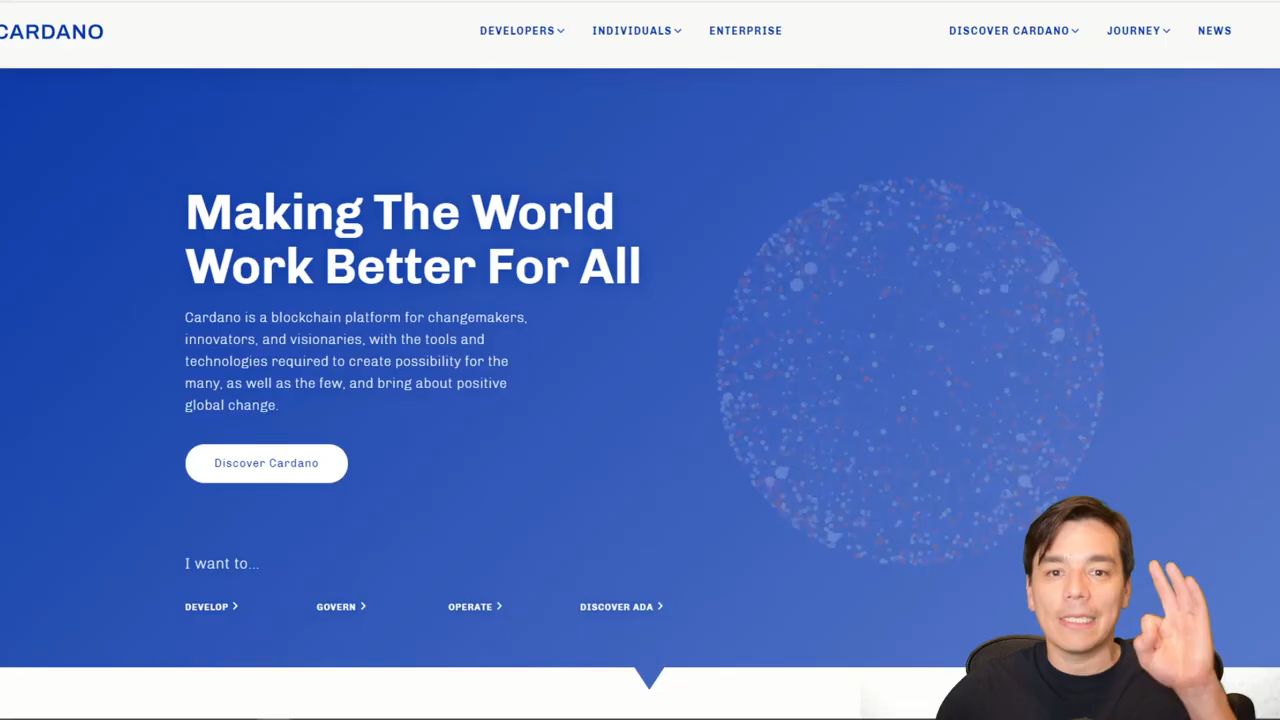 CARDANO
DEVELOPERS
INDIVIDUALS
ENTERPRISE
DISCOVER CARDANO
JOURNEY
NEWS
Making The World
Work Better For All
Cardano is a blockchain platform for changemakers,
innovators, and visionaries, with the tools and
technologies required to create possibility for the
many, as well as the few, and bring about positive
global change.
Discover Cardano
I want to...
DEVELOP
GOVERN
OPERATE
DISCOVER ADA